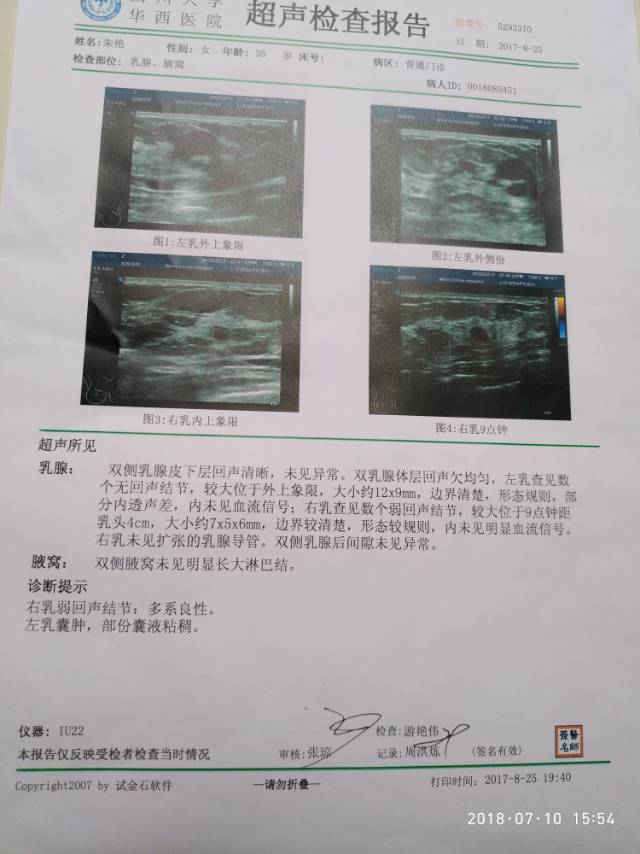 华西医院 超声检查报告 检查号: 5293370
姓名:朱艳 性别: 女 年龄: 35 岁 床号: 日 期: 2017-8-25
检查部位: 乳腺、腋窝 病区: 普通门诊
病人ID: 0018085451
图1:左乳外上象限
图2:左乳外侧份
图3:右乳内上象限
图4:右乳9点钟
超声所见
乳腺: 双侧乳腺皮下层回声清晰,未见异常。双乳腺体层回声欠均匀,左乳查见数
个无回声结节,较大位于外上象限,大小约12x9mm,边界清楚,形态规则,部
分内透声差,内未见血流信号;右乳查见数个弱回声结节,较大位于9点钟距
乳头4cm,大小约7x5x6mm,边界较清楚,形态较规则,内未见明显血流信号。
右乳未见扩张的乳腺导管。双侧乳腺后间隙未见异常。
腋窝: 双侧腋窝未见明显长大淋巴结。
诊断提示
右乳弱回声结节:多系良性。
左乳囊肿,部份囊液粘稠。
仪器: IU22 检查:游艳伟
本报告仅反映受检者检查当时情况 审核:张琼 记录:周洪烁 (签名有效)
Copyright2007 by 试金石软件 —请勿折叠— 打印时间: 2017-8-25 19:40
2018·07·10 15:54